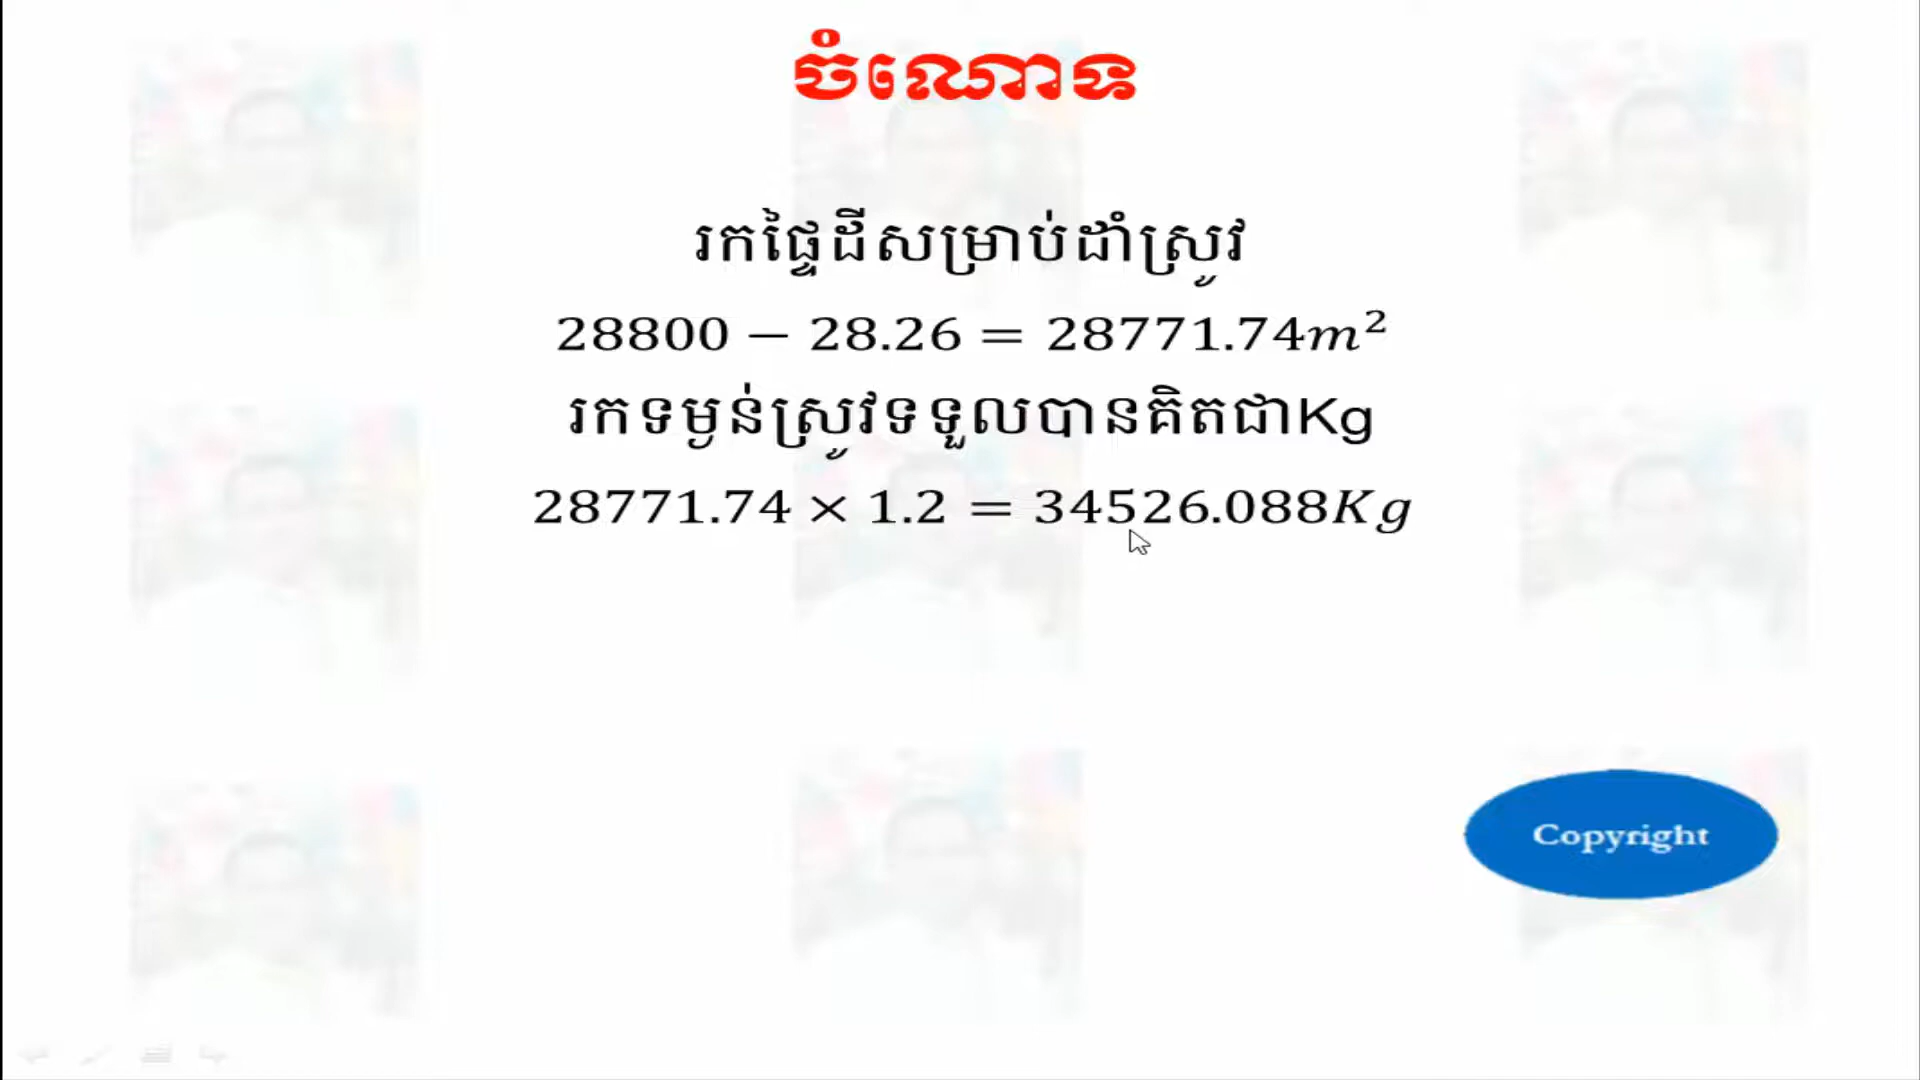 ចំណោទ
រកផ្ទៃដីសម្រាប់ដាំស្រូវ
28800 − 28.26 = 28771.74m²
រកទម្ងន់ស្រូវទទួលបានគិតជាKg
28771.74 × 1.2 = 34526.088Kg
Copyright